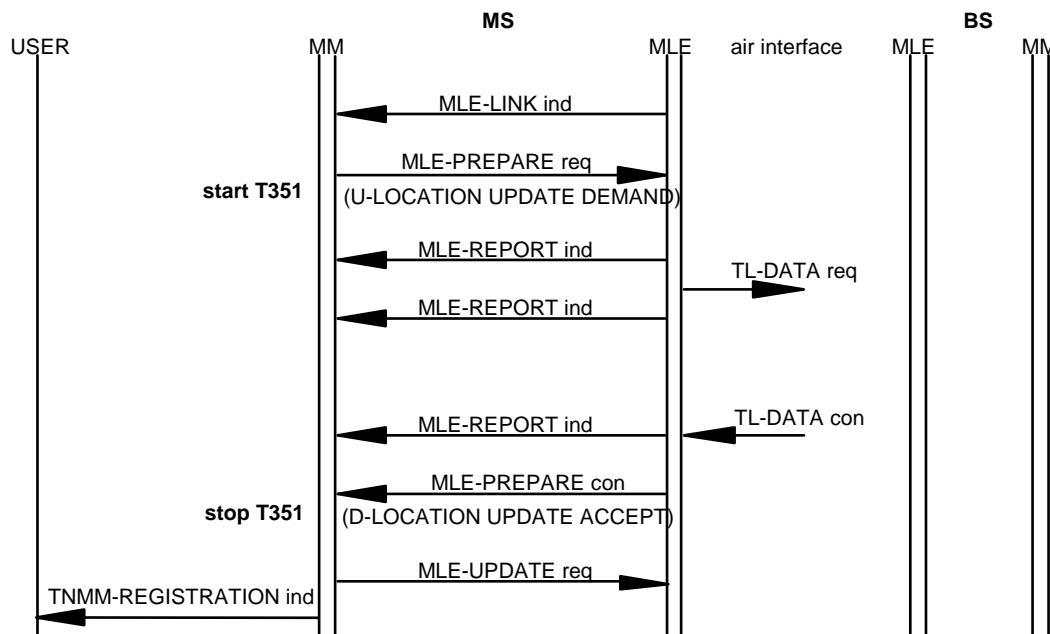 MS
BS
USER
MM
MLE
air interface
MLE
MM
MLE-LINK ind
MLE-PREPARE req
start T351
(U-LOCATION UPDATE DEMAND)
MLE-REPORT ind
TL-DATA req
MLE-REPORT ind
TL-DATA con
MLE-REPORT ind
MLE-PREPARE con
stop T351
(D-LOCATION UPDATE ACCEPT)
MLE-UPDATE req
TNMM-REGISTRATION ind